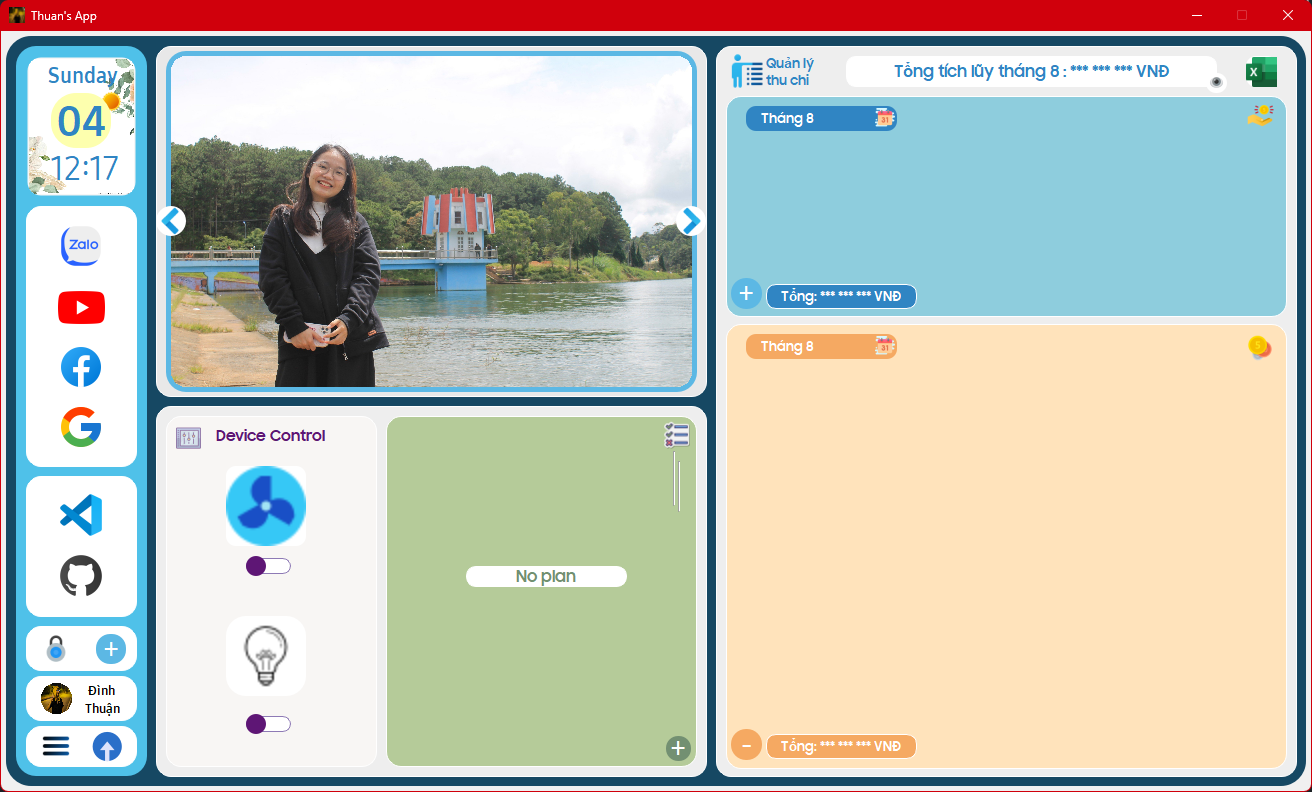 Thuan's App
Sunday
04
12:17
Zalo
Đình
Thuận
Device Control
No plan
Quản lý
thu chi
Tổng tích lũy tháng 8 : *** *** *** VNĐ
X
Tháng 8
31
+
Tổng: *** *** *** VNĐ
Tháng 8
31
-
Tổng: *** *** *** VNĐ